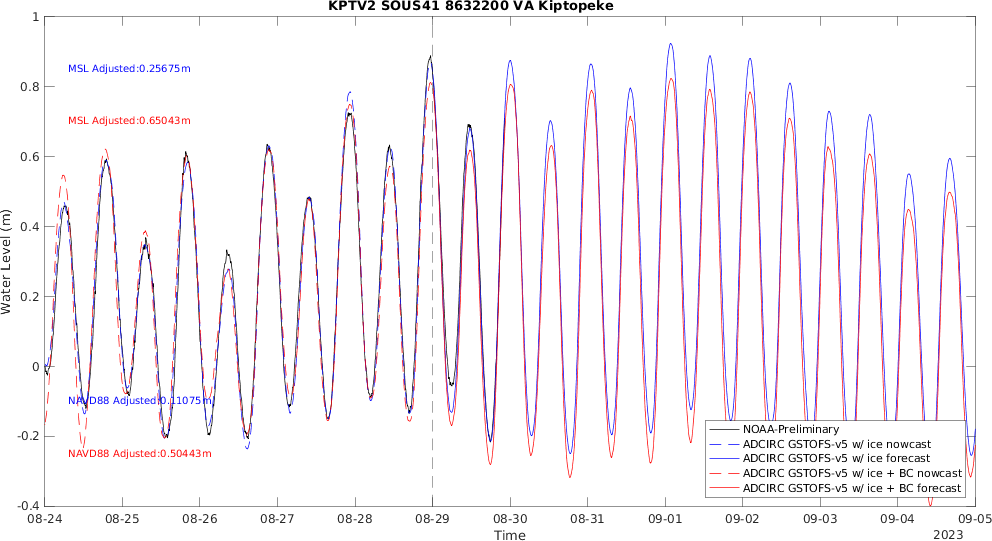 KPTV2 SOUS41 8632200 VA Kiptopeke
1
0.8
0.6
0.4
0.2
0
-0.2
-0.4
Water Level (m)
MSL Adjusted:0.25675m
MSL Adjusted:0.65043m
NAVD88 Adjusted:0.11075m
NAVD88 Adjusted:0.50443m
NOAA-Preliminary
ADCIRC GSTOFS-v5 w/ ice nowcast
ADCIRC GSTOFS-v5 w/ ice forecast
ADCIRC GSTOFS-v5 w/ ice + BC nowcast
ADCIRC GSTOFS-v5 w/ ice + BC forecast
08-24 08-25 08-26 08-27 08-28 08-29 08-30 08-31 09-01 09-02 09-03 09-04 09-05
Time
2023